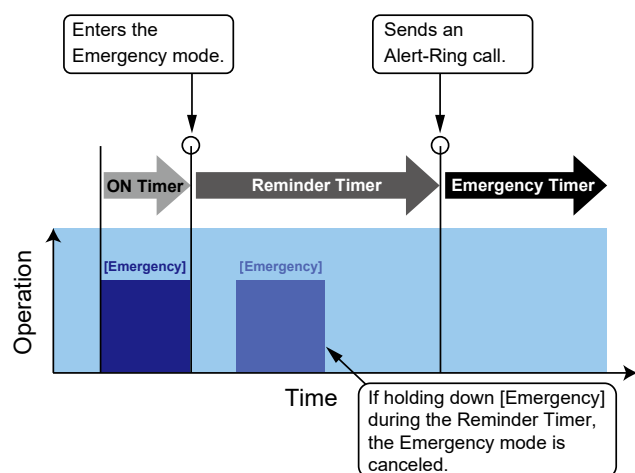 Enters the
Emergency mode.
Sends an
Alert-Ring call.
ON Timer
Reminder Timer
Emergency Timer
[Emergency]
[Emergency]
Operation
Time
If holding down [Emergency]
during the Reminder Timer,
the Emergency mode is
canceled.